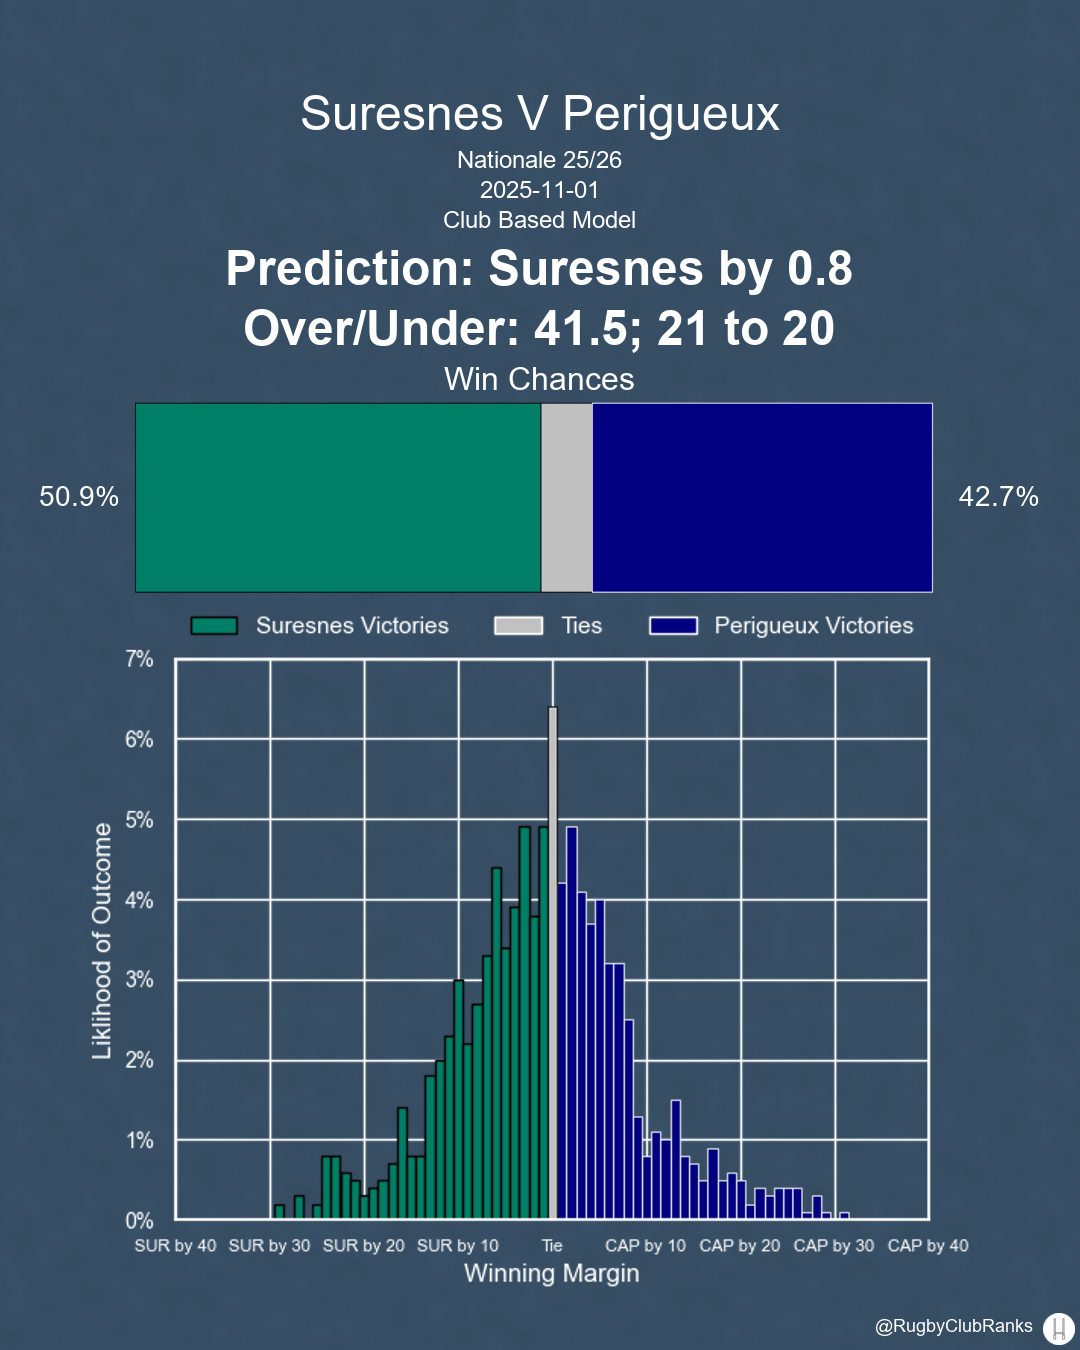 Suresnes V Perigueux
Nationale 25/26
2025-11-01
Club Based Model
Prediction: Suresnes by 0.8
Over/Under: 41.5; 21 to 20
Win Chances
50.9%
42.7%
Suresnes Victories
Ties
Perigueux Victories
7%
6%
5%
4%
3%
2%
1%
0%
Liklihood of Outcome
SUR by 40
SUR by 30
SUR by 20
SUR by 10
Tie
CAP by 10
CAP by 20
CAP by 30
CAP by 40
Winning Margin
@RugbyClubRanks